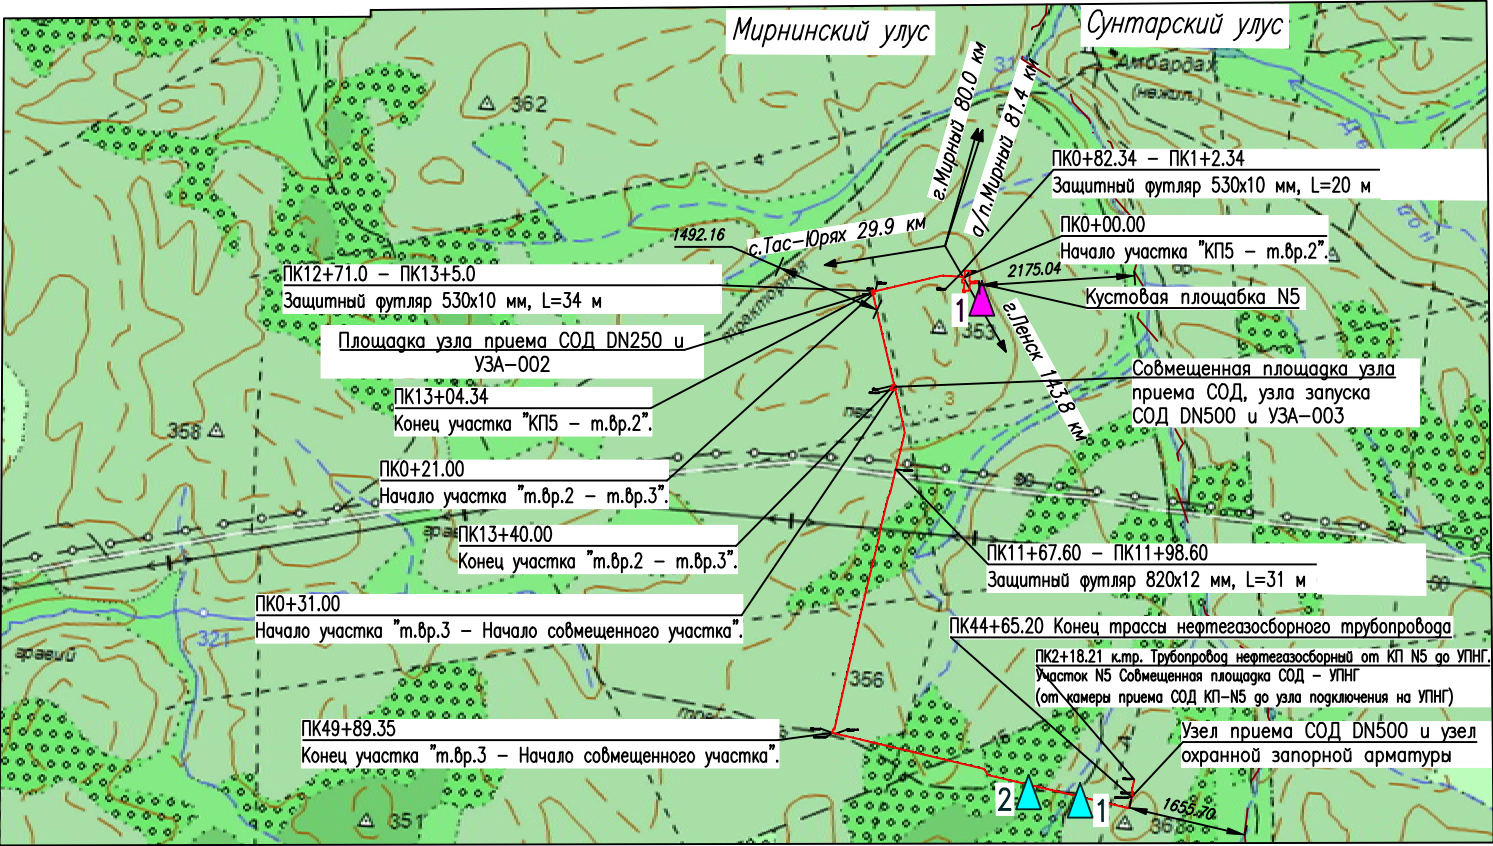 Мирнинский улус
Сунтарский улус
362
Амбардах
(нежил.)
г.Мирный 80.0 км
а/п.Мирный 81.4 км
ПК0+82.34 – ПК1+2.34
Защитный футляр 530х10 мм, L=20 м
1492.16
с.Тас-Юрях 29.9 км
ПК0+00.00
Начало участка "КП5 – т.вр.2".
2175.04
Кустовая площабка N5
ПК12+71.0 – ПК13+5.0
Защитный футляр 530х10 мм, L=34 м
тракторная
1
353
г.Ленск 143.8 км
Площадка узла приема СОД DN250 и
УЗА-002
Совмещенная площадка узла
приема СОД, узла запуска
СОД DN500 и УЗА-003
ПК13+04.34
Конец участка "КП5 – т.вр.2".
3
358
ПК0+21.00
Начало участка "т.вр.2 – т.вр.3".
ПК13+40.00
Конец участка "т.вр.2 – т.вр.3".
ПК11+67.60 – ПК11+98.60
Защитный футляр 820х12 мм, L=31 м
ПК0+31.00
Начало участка "т.вр.3 – Начало совмещенного участка".
321
гравий
ПК44+65.20 Конец трассы нефтегазосборного трубопровода
ПК2+18.21 к.тр. Трубопровод нефтегазосборный от КП N5 до УПНГ.
Участок N5 Совмещенная площадка СОД – УПНГ
(от камеры приема СОД КП-N5 до узла подключения на УПНГ)
356
ПК49+89.35
Конец участка "т.вр.3 – Начало совмещенного участка".
Узел приема СОД DN500 и узел
охранной запорной арматуры
2
1
1655.70
351